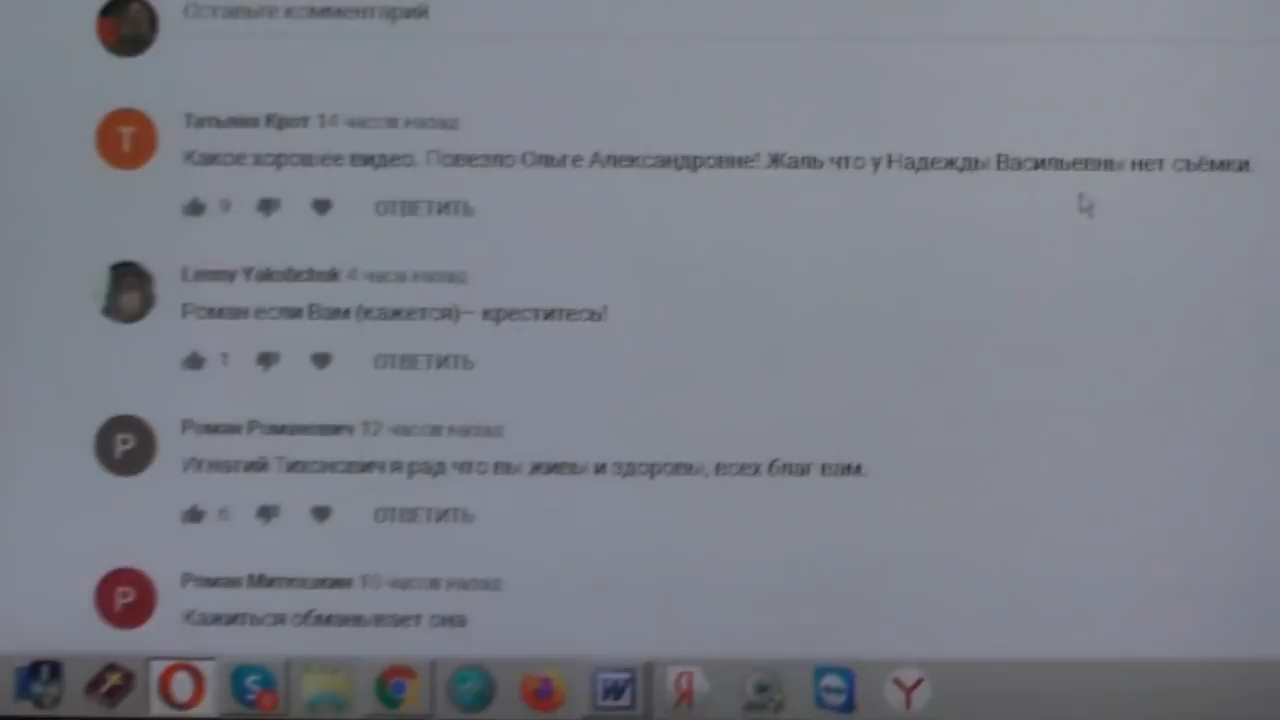 Оставьте комментарий
Татьяна Крот 14 часов назад
Какое хорошее видео. Повезло Ольге Александровне! Жаль что у Надежды Васильевны нет съёмки
9 ОТВЕТИТЬ
Lenny Yakobchuk 4 часа назад
Роман если Вам (кажется)– креститесь!
1 ОТВЕТИТЬ
Роман Романович 12 часов назад
Игнатий Тихонович я рад что вы живы и здоровы, всех благ вам.
6 ОТВЕТИТЬ
Роман Митюшкин часов назад
Кажиться обманывает она